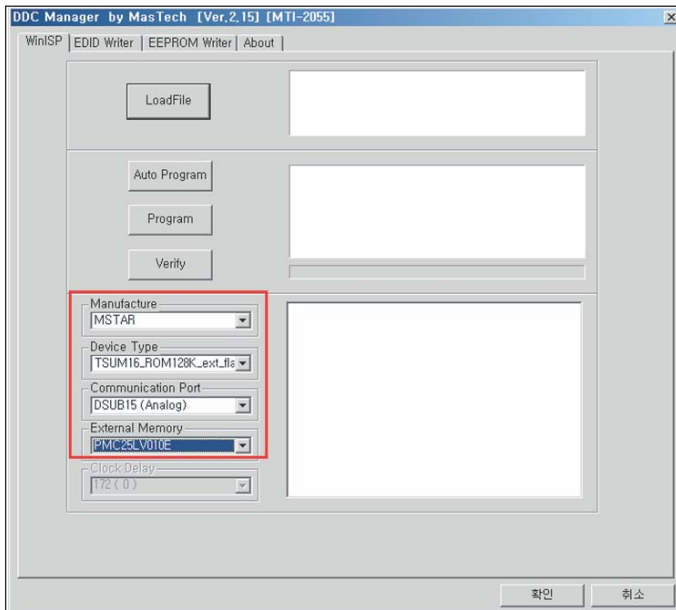 DDC Manager by MasTech [Ver.2.15] [MTI-2055]
WinISP EDID Writer EEPROM Writer About
LoadFile
Auto Program
Program
Verify
Manufacture
MSTAR
Device Type
TSUM16_ROM128K_ext_fla
Communication Port
DSUB15 (Analog)
External Memory
PMC25LV010E
Clock Delay
172 ( 0 )
확인 취소